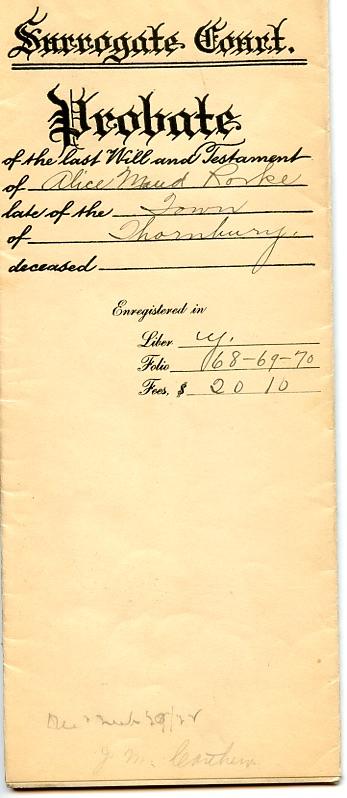 Surrogate Court.
Probate
of the last Will and Testament
of Alice Maud Rorke
late of the Town
of Thornbury.
deceased
Enregistered in
Liber y.
Folio 68-69-70
Fees, $ 20 10
J. M.